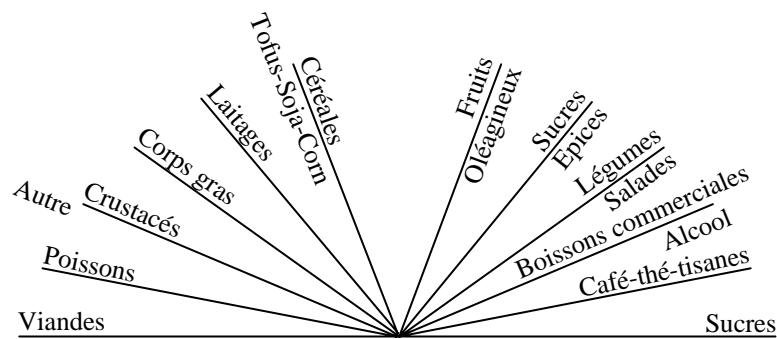 Viandes
Poissons
Autre
Crustacés
Corps gras
Laitages
Tofus-Soja-Corn
Céréales
Fruits
Oléagineux
Sucres
Epices
Légumes
Salades
Boissons commerciales
Alcool
Café-thé-tisanes
Sucres